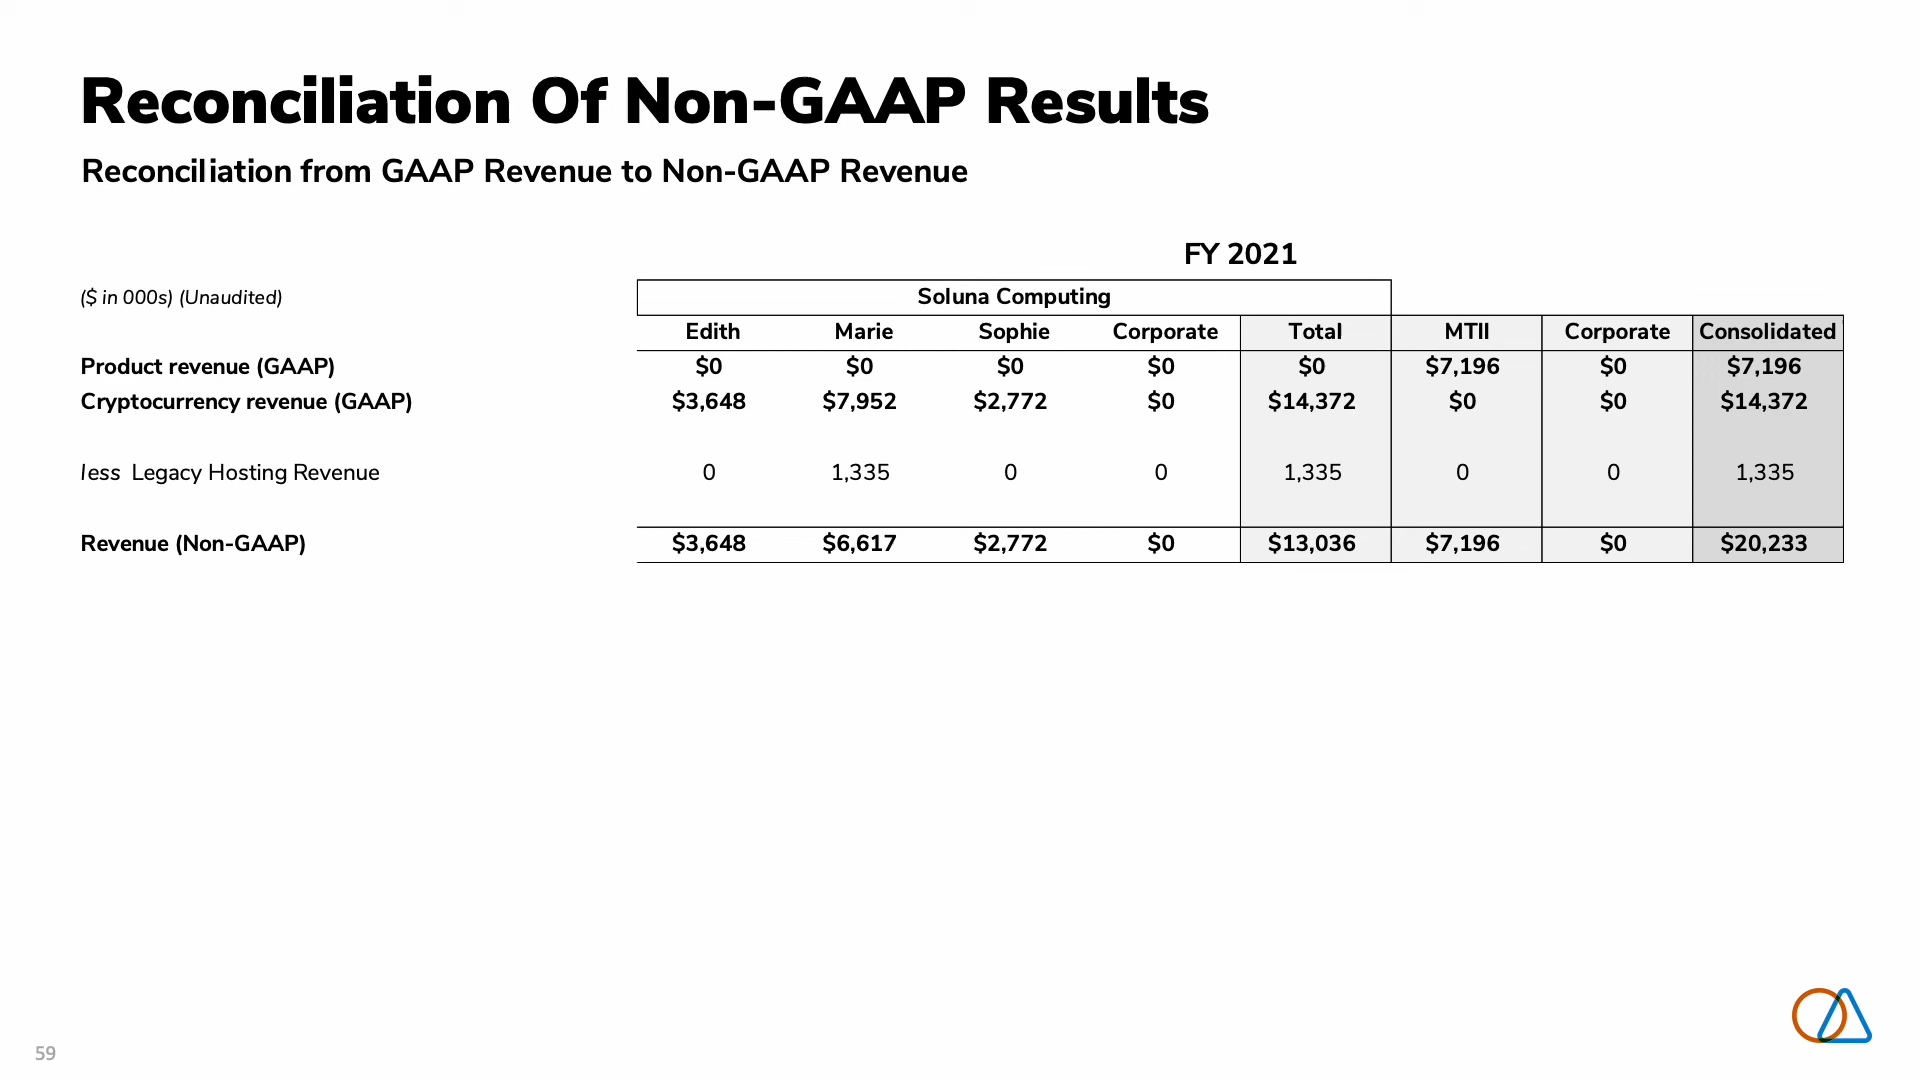 Reconciliation Of Non-GAAP Results
Reconciliation from GAAP Revenue to Non-GAAP Revenue
FY 2021
($ in 000s) (Unaudited) Soluna Computing
Edith Marie Sophie Corporate Total MTII Corporate Consolidated
Product revenue (GAAP) $0 $0 $0 $0 $0 $7,196 $0 $7,196
Cryptocurrency revenue (GAAP) $3,648 $7,952 $2,772 $0 $14,372 $0 $0 $14,372
less Legacy Hosting Revenue 0 1,335 0 0 1,335 0 0 1,335
Revenue (Non-GAAP) $3,648 $6,617 $2,772 $0 $13,036 $7,196 $0 $20,233
59